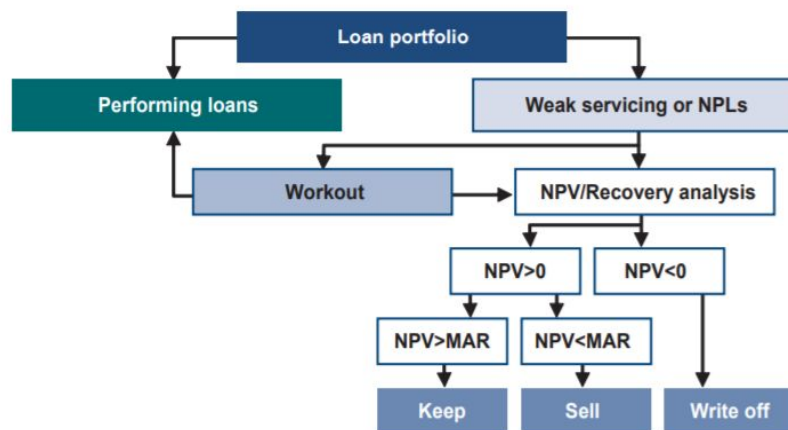 Loan portfolio
Performing loans
Weak servicing or NPLs
Workout
NPV/Recovery analysis
NPV>0
NPV<0
NPV>MAR
NPV<MAR
Keep
Sell
Write off